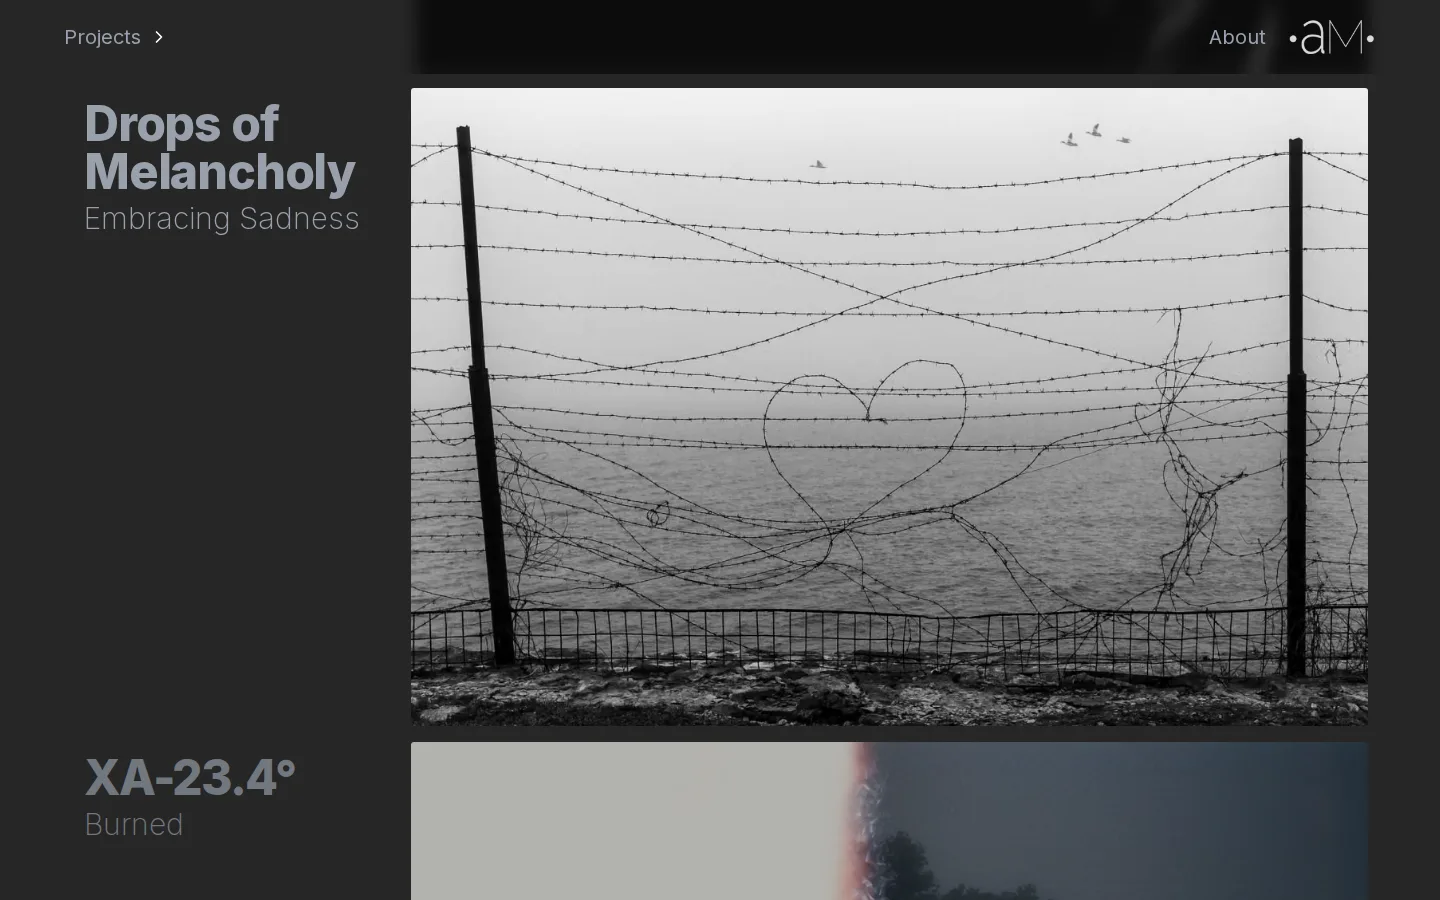 Projects
About
•aM•
Drops of
Melancholy
Embracing Sadness
XA-23.4°
Burned